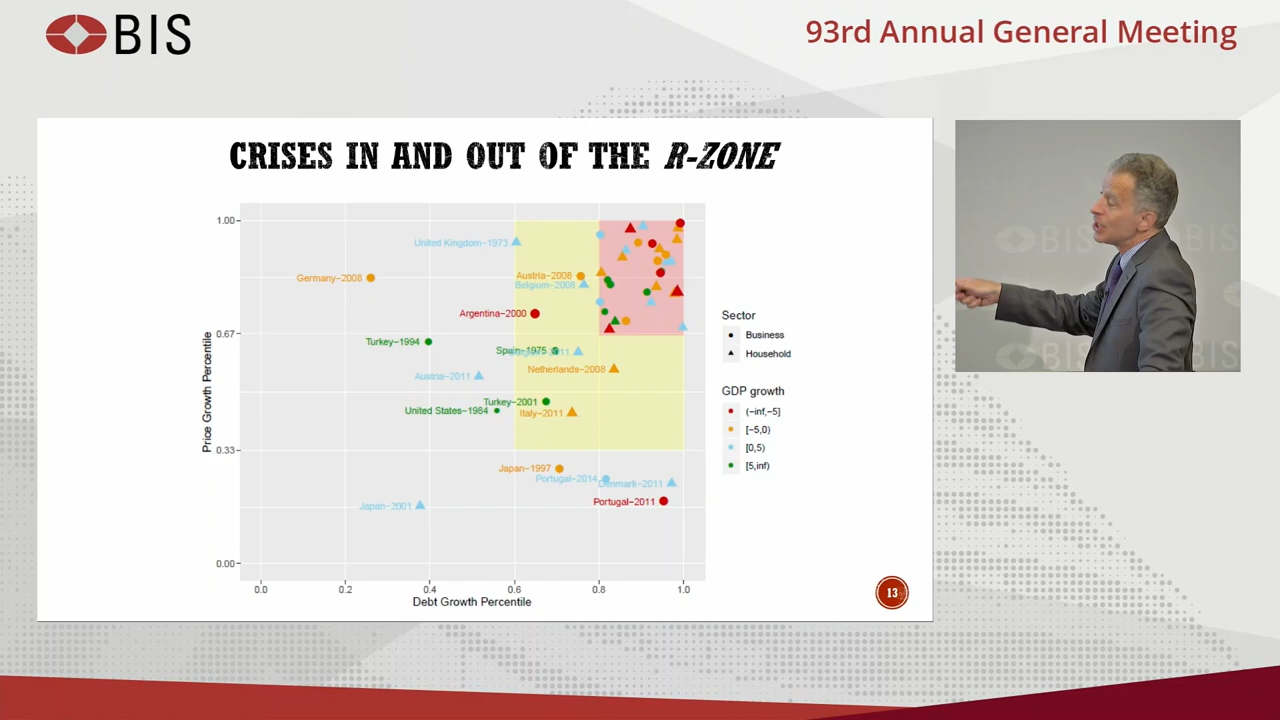 BIS
93rd Annual General Meeting
CRISES IN AND OUT OF THE R-ZONE
1.00
United Kingdom-1973
Germany-2008
Austria-2008
Belgium-2008
Argentina-2000
0.67
Turkey-1994
Spain-1975
2011
Netherlands-2008
Austria-2011
Turkey-2001
United States-1984
Italy-2011
0.33
Japan-1997
Portugal-2014
Denmark-2011
Portugal-2011
Japan-2001
0.00
Price Growth Percentile
0.0 0.2 0.4 0.6 0.8 1.0
Debt Growth Percentile
Sector
Business
Household
GDP growth
(-inf,-5]
[-5,0)
[0,5)
[5,inf)
13
BIS
BIS